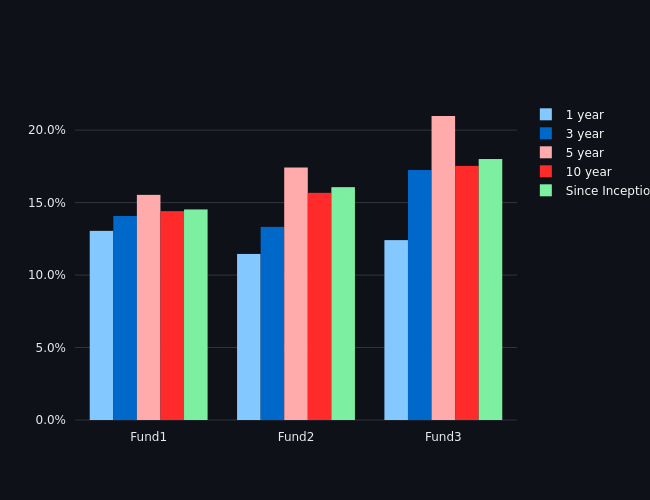 20.0%
15.0%
10.0%
5.0%
0.0%
Fund1
Fund2
Fund3
1 year
3 year
5 year
10 year
Since Inceptio